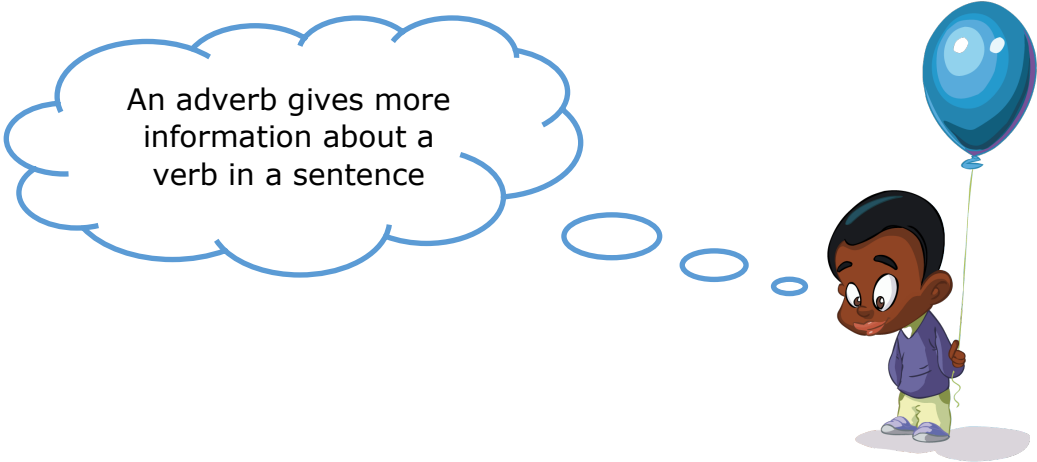 An adverb gives more
information about a
verb in a sentence